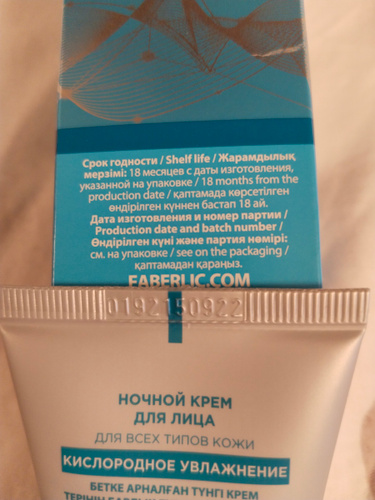 Срок годности / Shelf life / Жарамдылық
мерзімі: 18 месяцев с даты изготовления,
указанной на упаковке / 18 months from the
production date / қаптамада көрсетілген
өндірілген күннен бастап 18 ай.
Дата изготовления и номер партии /
Production date and batch number /
Өндірілген күні және партия нөмірі:
см. на упаковке / see on the packaging /
қаптамадан қараңыз.
FABERLIC.COM
0192150922
НОЧНОЙ КРЕМ
ДЛЯ ЛИЦА
ДЛЯ ВСЕХ ТИПОВ КОЖИ
КИСЛОРОДНОЕ УВЛАЖНЕНИЕ
БЕТКЕ АРНАЛҒАН ТҮНГІ КРЕМ
ТЕРІНІҢ